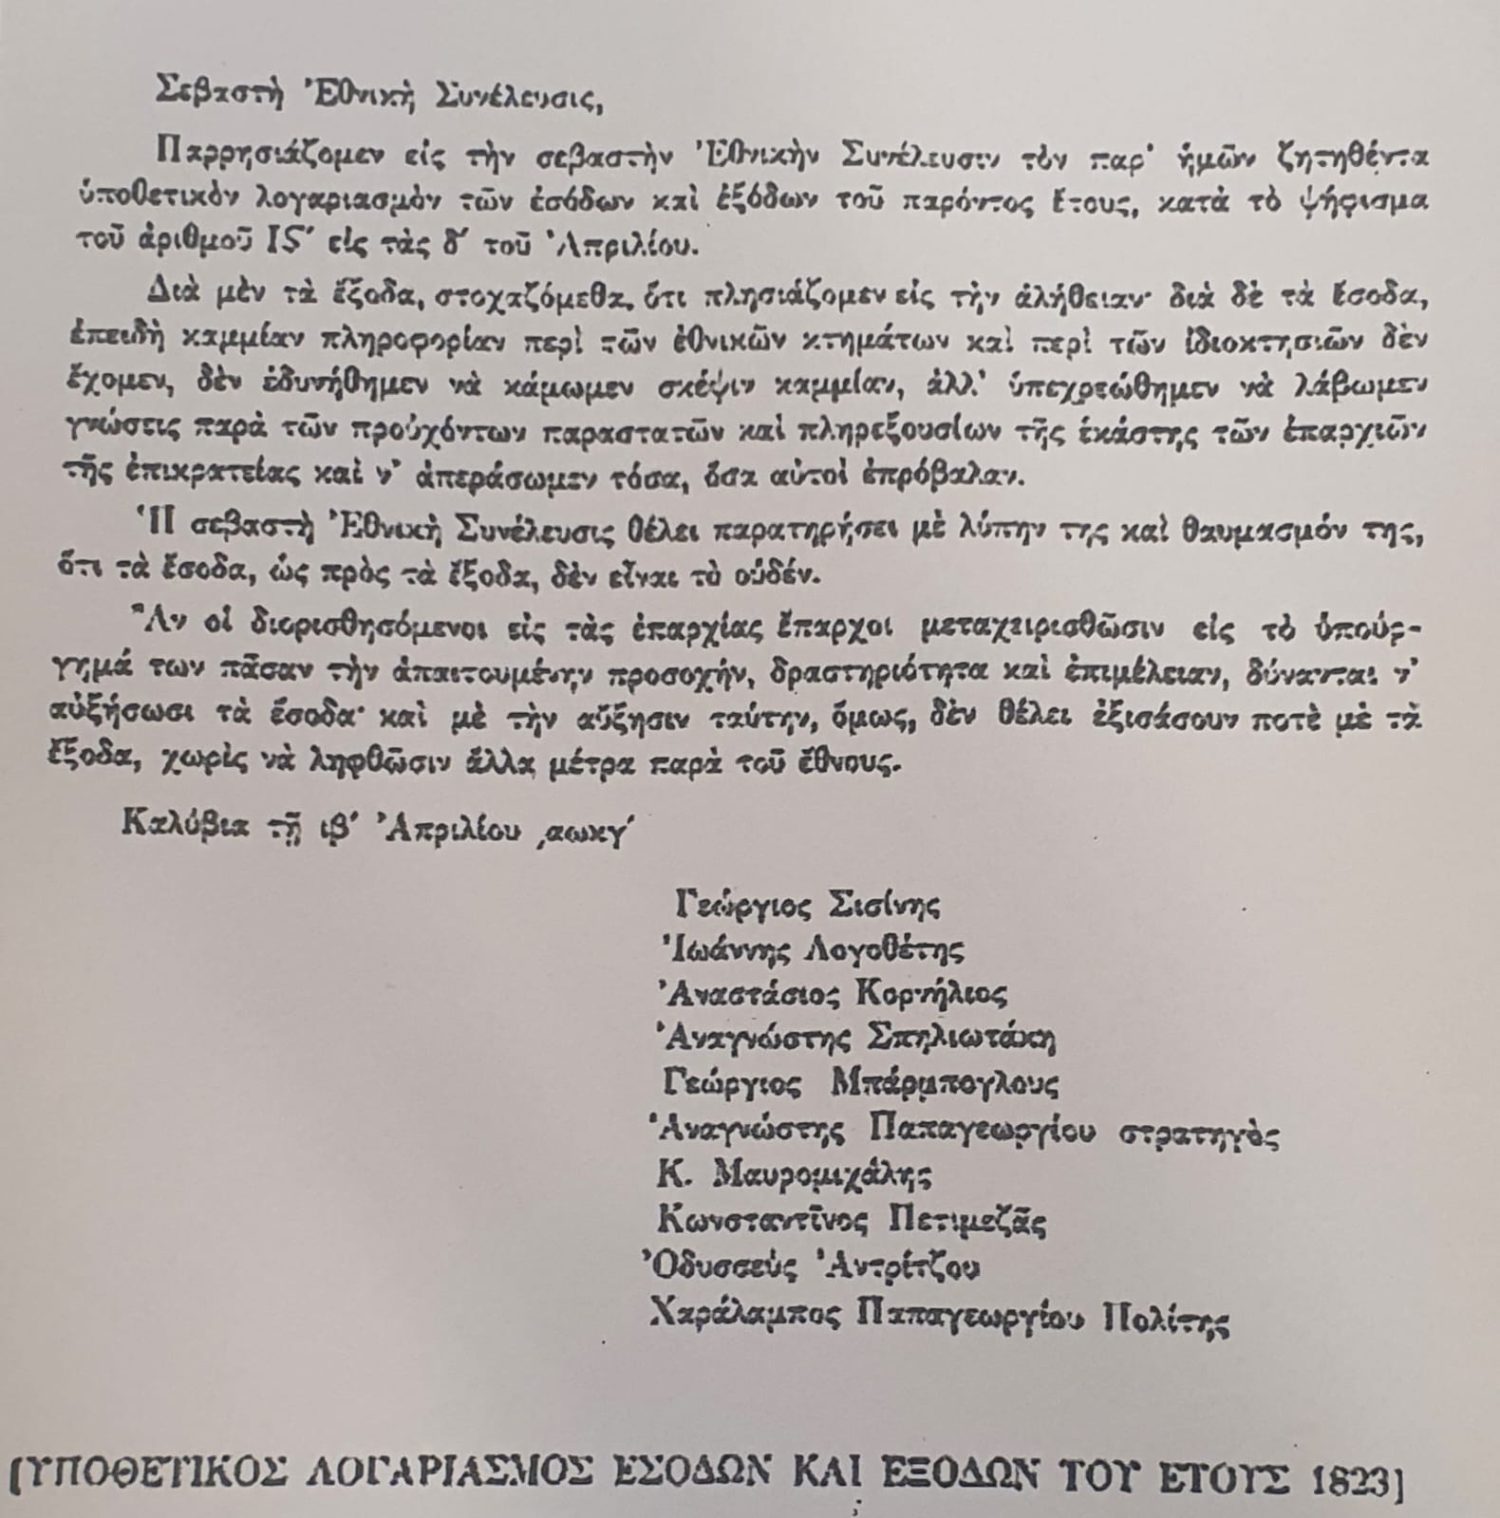 Σεβαστὴ Ἐθνικὴ Συνέλευσις,
Παρρησιάζομεν εἰς τὴν σεβαστὴν Ἐθνικὴν Συνέλευσιν τὸν παρ' ἡμῶν ζητηθέντα
ὑποθετικὸν λογαριασμὸν τῶν ἐσόδων καὶ ἐξόδων τοῦ παρόντος ἔτους, κατὰ τὸ ψήφισμα
τοῦ ἀριθμοῦ ΙS΄ εἰς τὰς δ΄ τοῦ Ἀπριλίου.
Διὰ μὲν τὰ ἔξοδα, στοχαζόμεθα, ὅτι πλησιάζομεν εἰς τὴν ἀλήθειαν· διὰ δὲ τὰ ἔσοδα,
ἐπειδὴ καμμίαν πληροφορίαν περὶ τῶν ἐθνικῶν κτημάτων καὶ περὶ τῶν ἰδιοκτησιῶν δὲν
ἔχομεν, δὲν ἐδυνήθημεν νὰ κάμωμεν σκέψιν καμμίαν, ἀλλ' ὑπεχρεώθημεν νὰ λάβωμεν
γνώσεις παρὰ τῶν προὐχόντων παραστατῶν καὶ πληρεξουσίων τῆς ἑκάστης τῶν ἐπαρχιῶν
τῆς ἐπικρατείας καὶ ν' ἀπεράσωμεν τόσα, ὅσα αὐτοὶ ἐπρόβαλαν.
Ἡ σεβαστὴ Ἐθνικὴ Συνέλευσις θέλει παρατηρήσει μὲ λύπην της καὶ θαυμασμόν της,
ὅτι τὰ ἔσοδα, ὡς πρὸς τὰ ἔξοδα, δὲν εἶναι τὸ οὐδέν.
Ἂν οἱ διορισθησόμενοι εἰς τὰς ἐπαρχίας ἔπαρχοι μεταχειρισθῶσιν εἰς τὸ ὑπούρ-
γημά των πᾶσαν τὴν ἀπαιτουμένην προσοχήν, δραστηριότητα καὶ ἐπιμέλειαν, δύνανται ν'
αὐξήσωσι τὰ ἔσοδα· καὶ μὲ τὴν αὔξησιν ταύτην, ὅμως, δὲν θέλει ἐξισάσουν ποτὲ μὲ τὰ
ἔξοδα, χωρὶς νὰ ληφθῶσιν ἄλλα μέτρα παρὰ τοῦ ἔθνους.
Καλύβια τῇ ιβ΄ Ἀπριλίου ͵αωκγ΄
Γεώργιος Σισίνης
Ἰωάννης Λογοθέτης
Ἀναστάσιος Κορνήλιος
Ἀναγνώστης Σπηλιωτάκη
Γεώργιος Μπάρμπογλους
Ἀναγνώστης Παπαγεωργίου στρατηγὸς
Κ. Μαυρομιχάλης
Κωνσταντῖνος Πετιμεζᾶς
Ὀδυσσεὺς Ἀντρίτζου
Χαράλαμπος Παπαγεωργίου Πολίτης
[ΥΠΟΘΕΤΙΚΟΣ ΛΟΓΑΡΙΑΣΜΟΣ ΕΣΟΔΩΝ ΚΑΙ ΕΞΟΔΩΝ ΤΟΥ ΕΤΟΥΣ 1823]